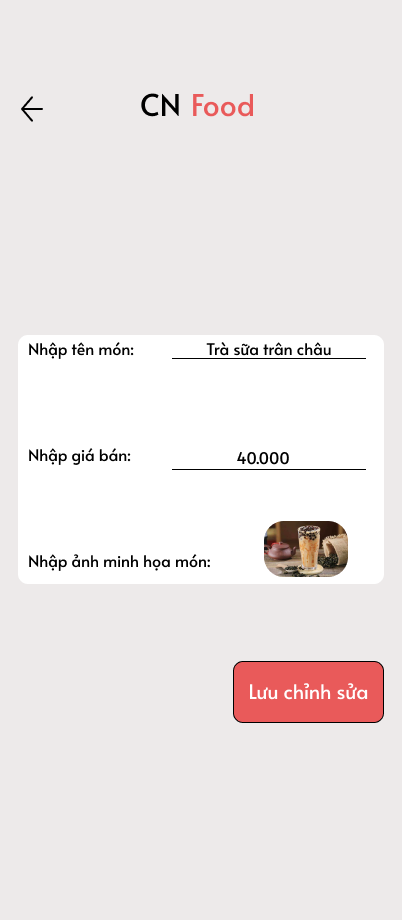 CN Food
Nhập tên món:
Trà sữa trân châu
Nhập giá bán:
40.000
Nhập ảnh minh họa món:
Lưu chỉnh sửa